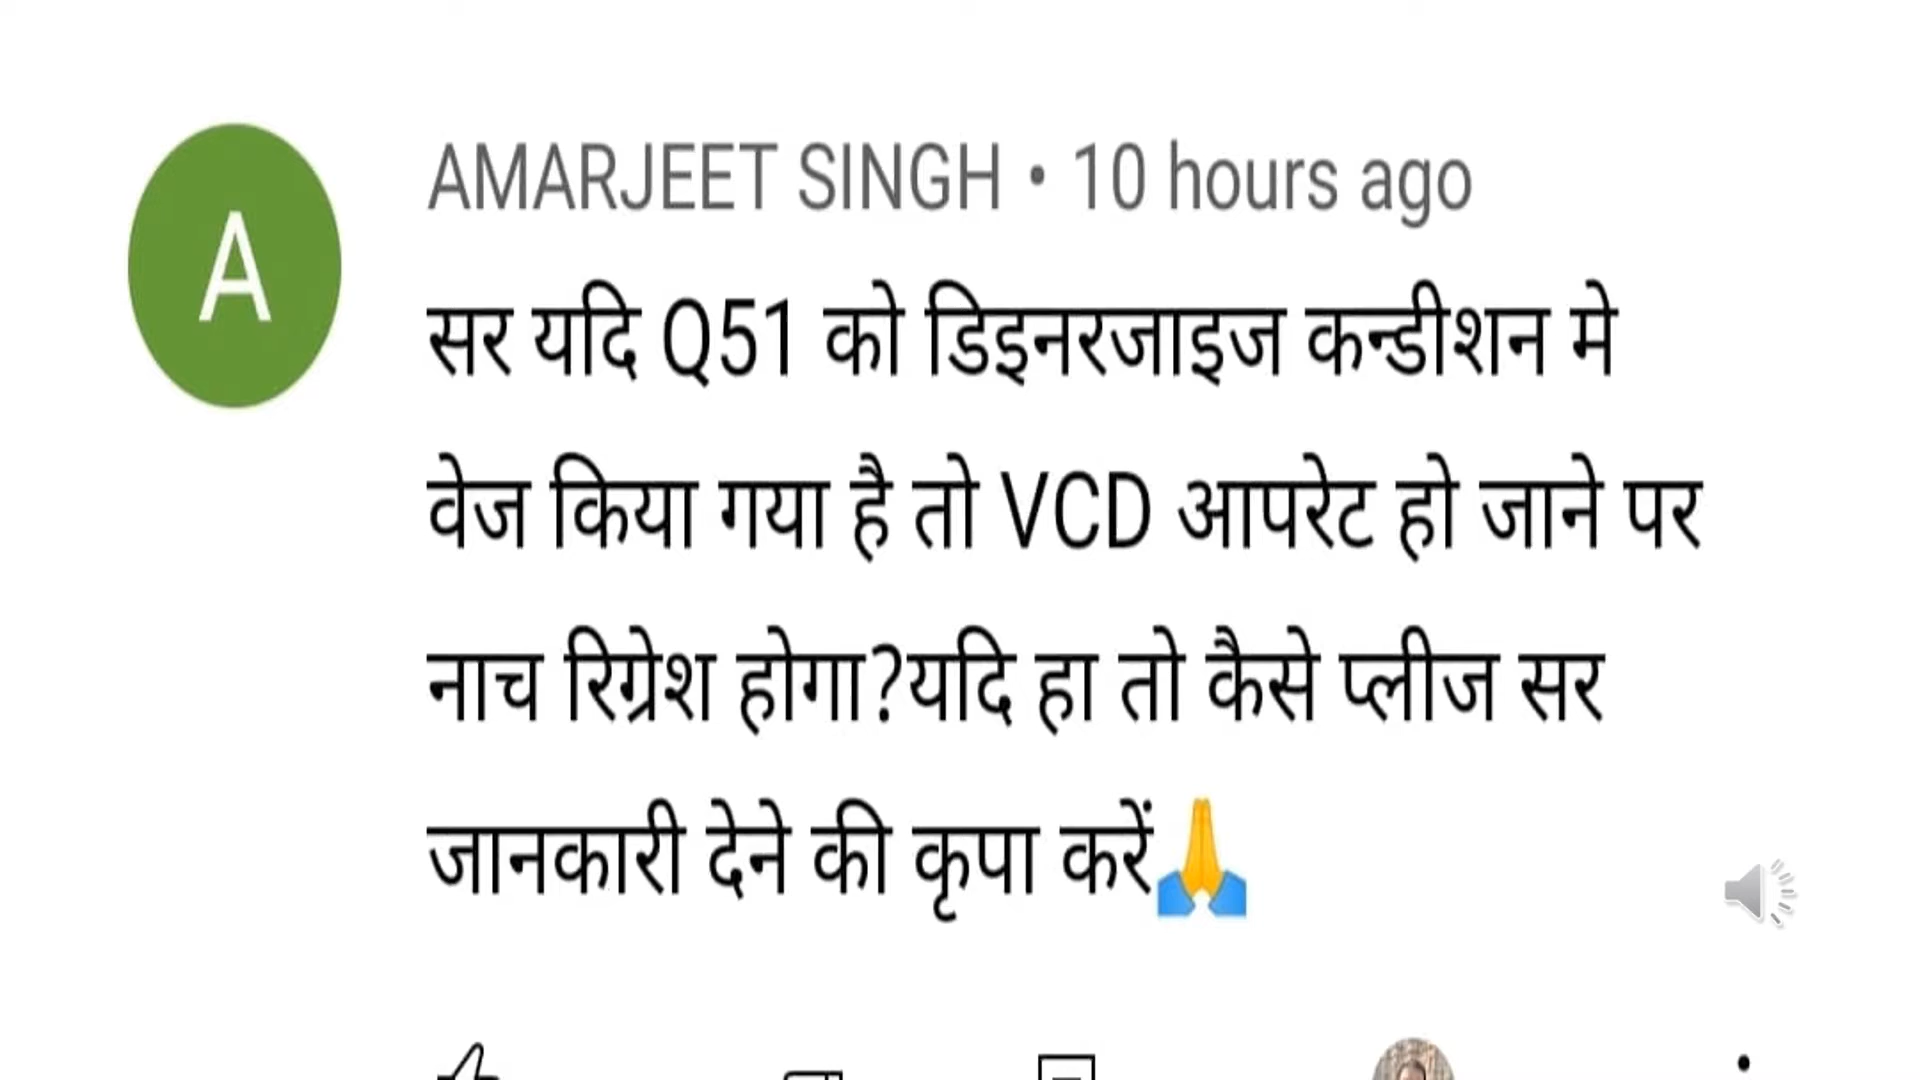 A
AMARJEET SINGH • 10 hours ago
सर यदि Q51 को डिइनरजाइज कन्डीशन मे
वेज किया गया है तो VCD आपरेट हो जाने पर
नाच रिग्रेश होगा?यदि हा तो कैसे प्लीज सर
जानकारी देने की कृपा करें🙏